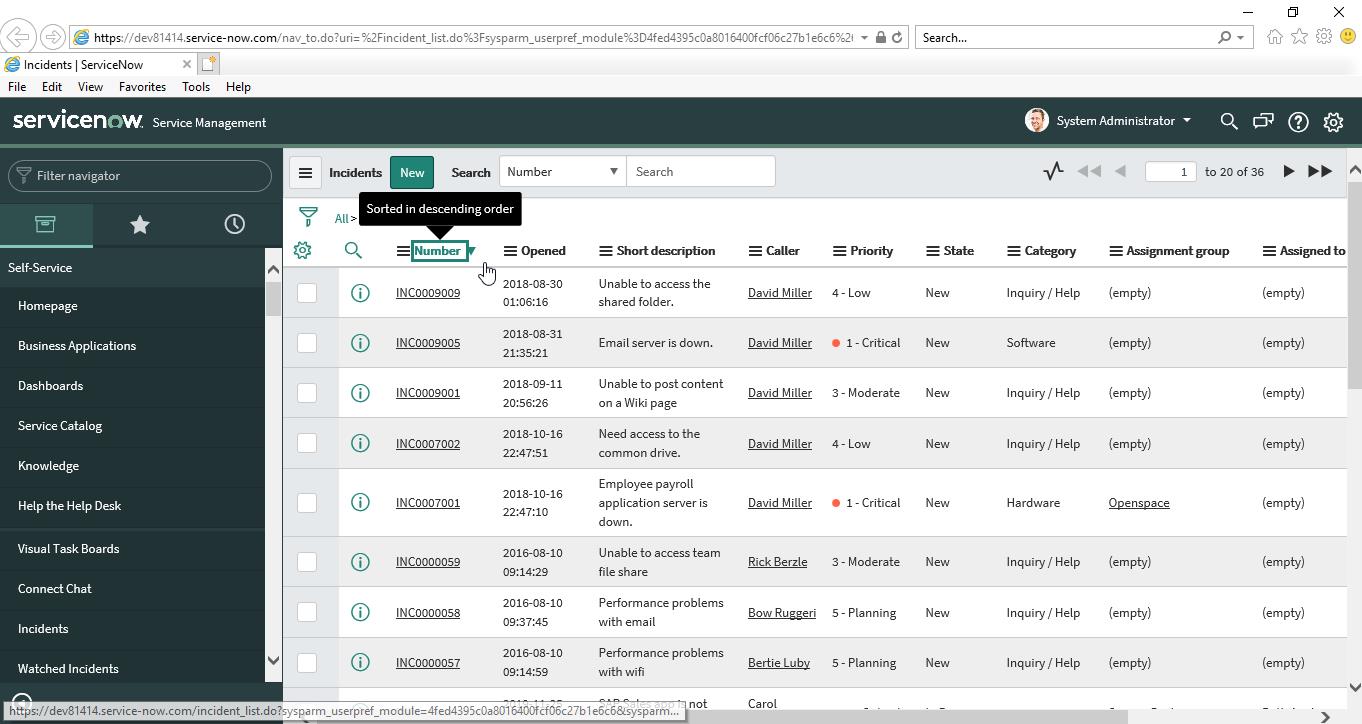 https://dev81414.service-now.com/nav_to.do?uri=%2Fincident_list.do%3Fsysparm_userpref_module%3D4fed4395c0a8016400fcf06c27b1e6c6%2
Search...
Incidents | ServiceNow
File Edit View Favorites Tools Help
servicenow Service Management
System Administrator
Filter navigator
Incidents New Search Number Search
1 to 20 of 36
Sorted in descending order
All >
Number Opened Short description Caller Priority State Category Assignment group Assigned to
Self-Service
Homepage
Business Applications
Dashboards
Service Catalog
Knowledge
Help the Help Desk
Visual Task Boards
Connect Chat
Incidents
Watched Incidents
INC0009009 2018-08-30 01:06:16 Unable to access the shared folder. David Miller 4 - Low New Inquiry / Help (empty) (empty)
INC0009005 2018-08-31 21:35:21 Email server is down. David Miller 1 - Critical New Software (empty) (empty)
INC0009001 2018-09-11 20:56:26 Unable to post content on a Wiki page David Miller 3 - Moderate New Inquiry / Help (empty) (empty)
INC0007002 2018-10-16 22:47:51 Need access to the common drive. David Miller 4 - Low New Inquiry / Help (empty) (empty)
INC0007001 2018-10-16 22:47:10 Employee payroll application server is down. David Miller 1 - Critical New Hardware Openspace (empty)
INC0000059 2016-08-10 09:14:29 Unable to access team file share Rick Berzle 3 - Moderate New Inquiry / Help (empty) (empty)
INC0000058 2016-08-10 09:37:45 Performance problems with email Bow Ruggeri 5 - Planning New Inquiry / Help (empty) (empty)
INC0000057 2016-08-10 09:14:59 Performance problems with wifi Bertie Luby 5 - Planning New Inquiry / Help (empty) (empty)
Carol
https://dev81414.service-now.com/incident_list.do?sysparm_userpref_module=4fed4395c0a8016400fcf06c27b1e6c6&sysparm...